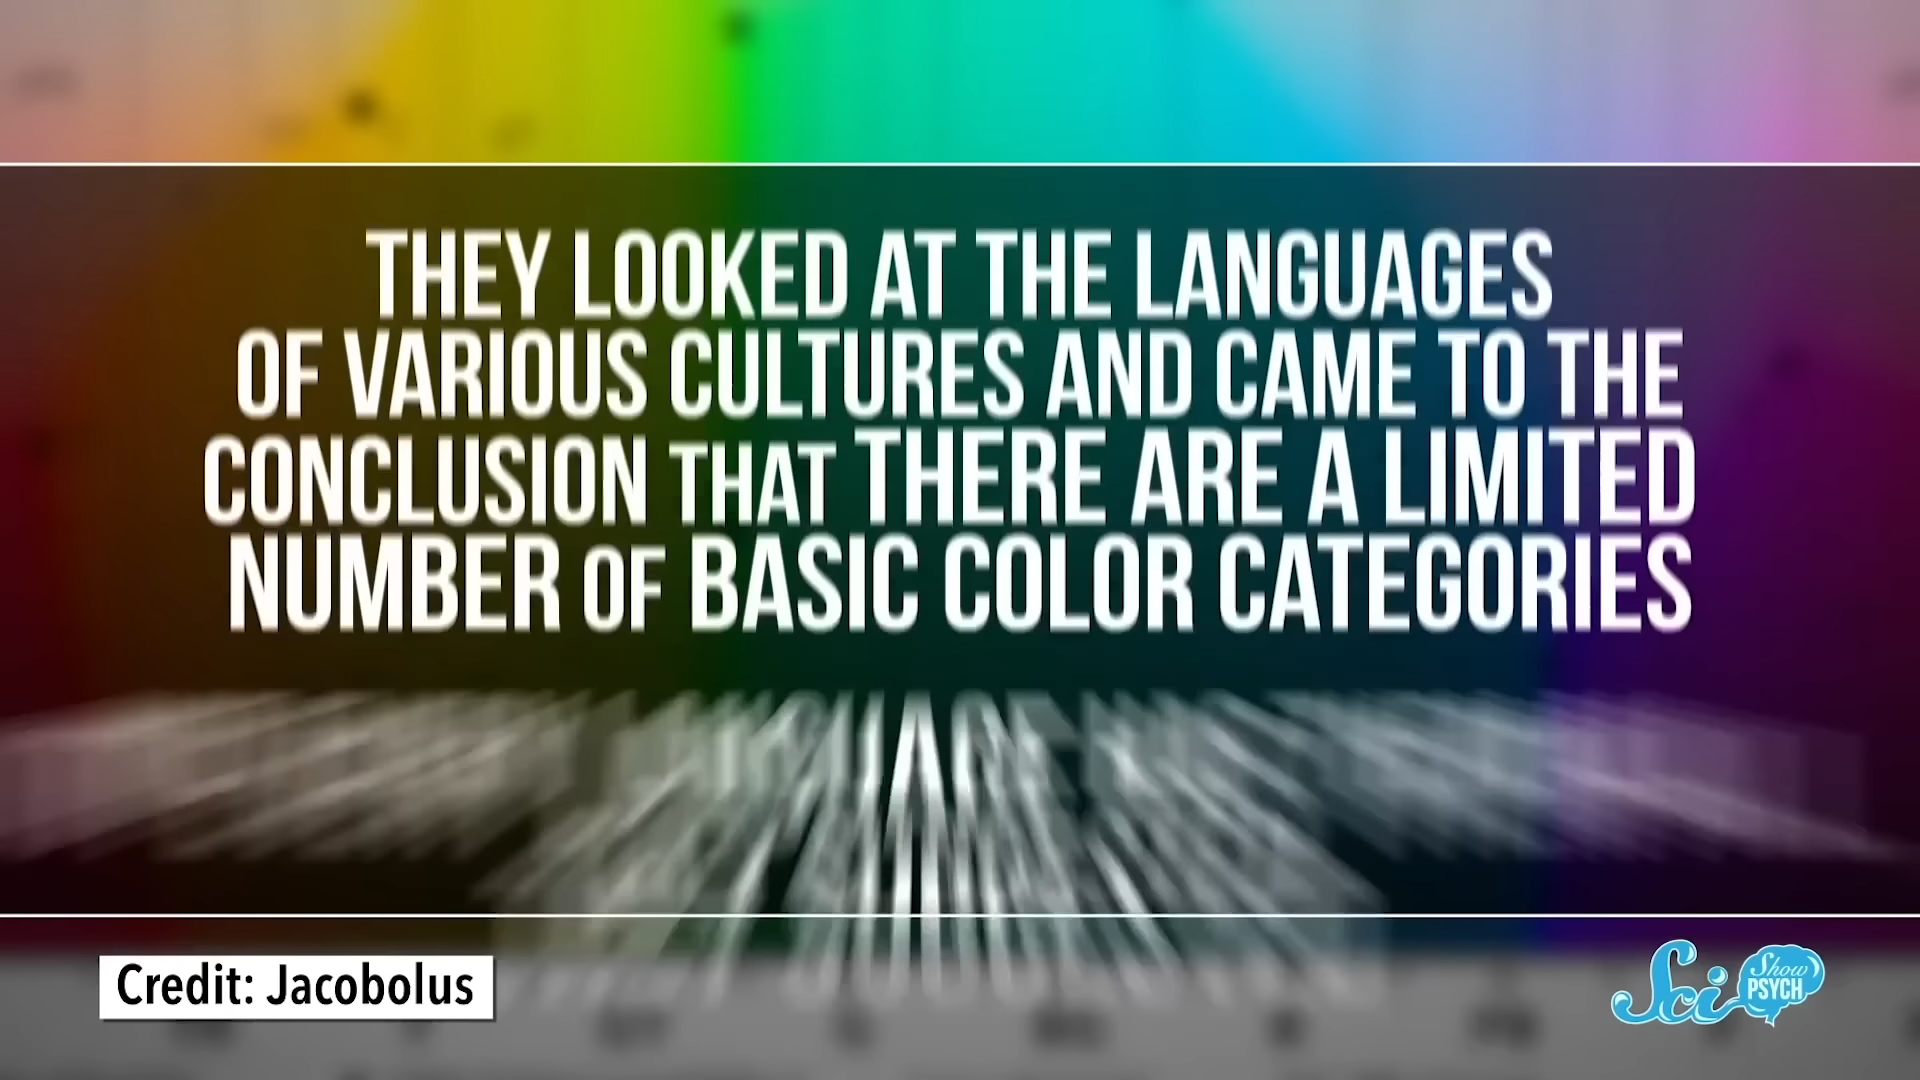 THEY LOOKED AT THE LANGUAGES
OF VARIOUS CULTURES AND CAME TO THE
CONCLUSION THAT THERE ARE A LIMITED
NUMBER OF BASIC COLOR CATEGORIES
Credit: Jacobolus
Sci Show PSYCH